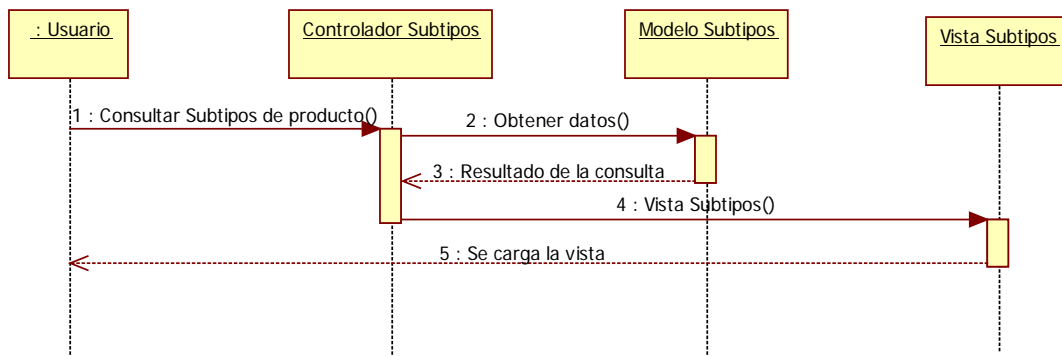 : Usuario
Controlador Subtipos
Modelo Subtipos
Vista Subtipos
1 : Consultar Subtipos de producto()
2 : Obtener datos()
3 : Resultado de la consulta
4 : Vista Subtipos()
5 : Se carga la vista